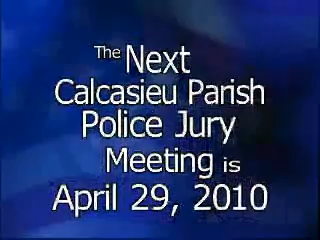 The Next
Calcasieu Parish
Police Jury
Meeting is
April 29, 2010